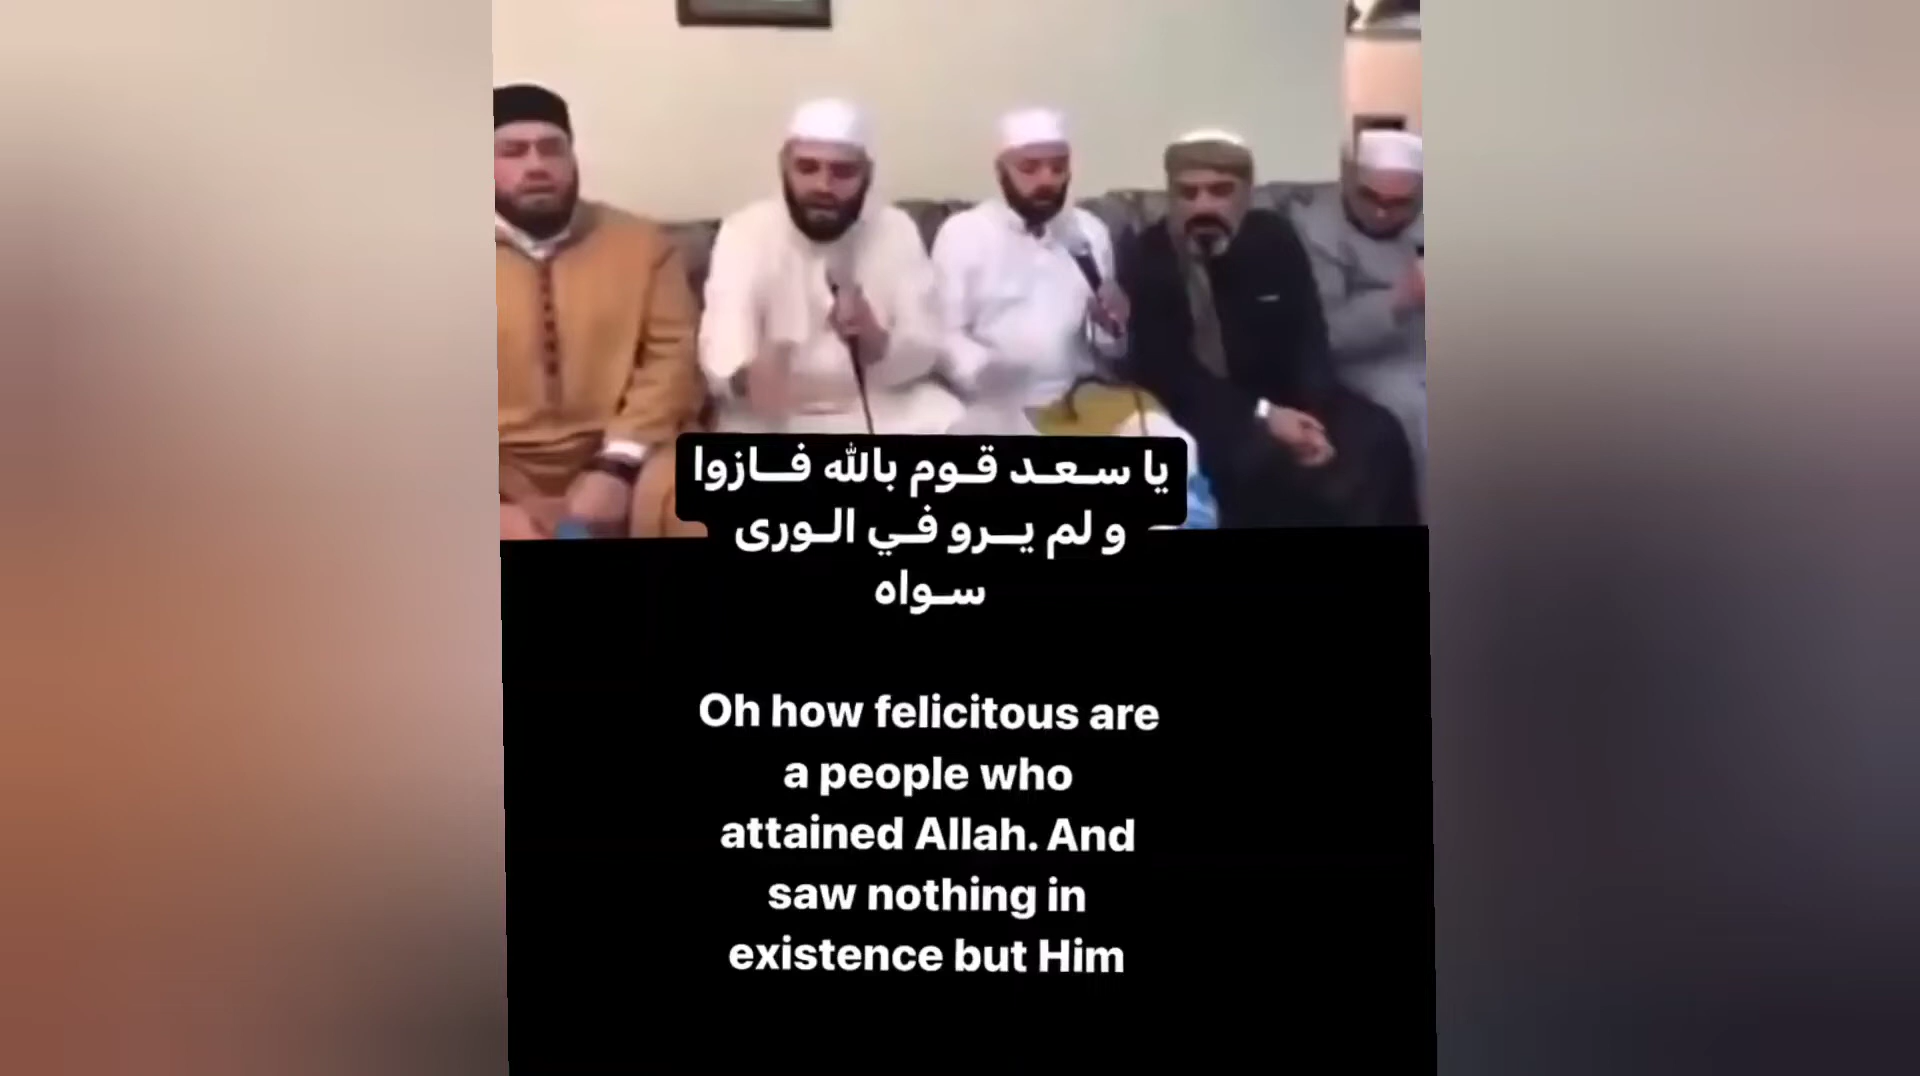 يا سعد قوم بالله فازوا
و لم يرو في الورى
سواه
Oh how felicitous are
a people who
attained Allah. And
saw nothing in
existence but Him